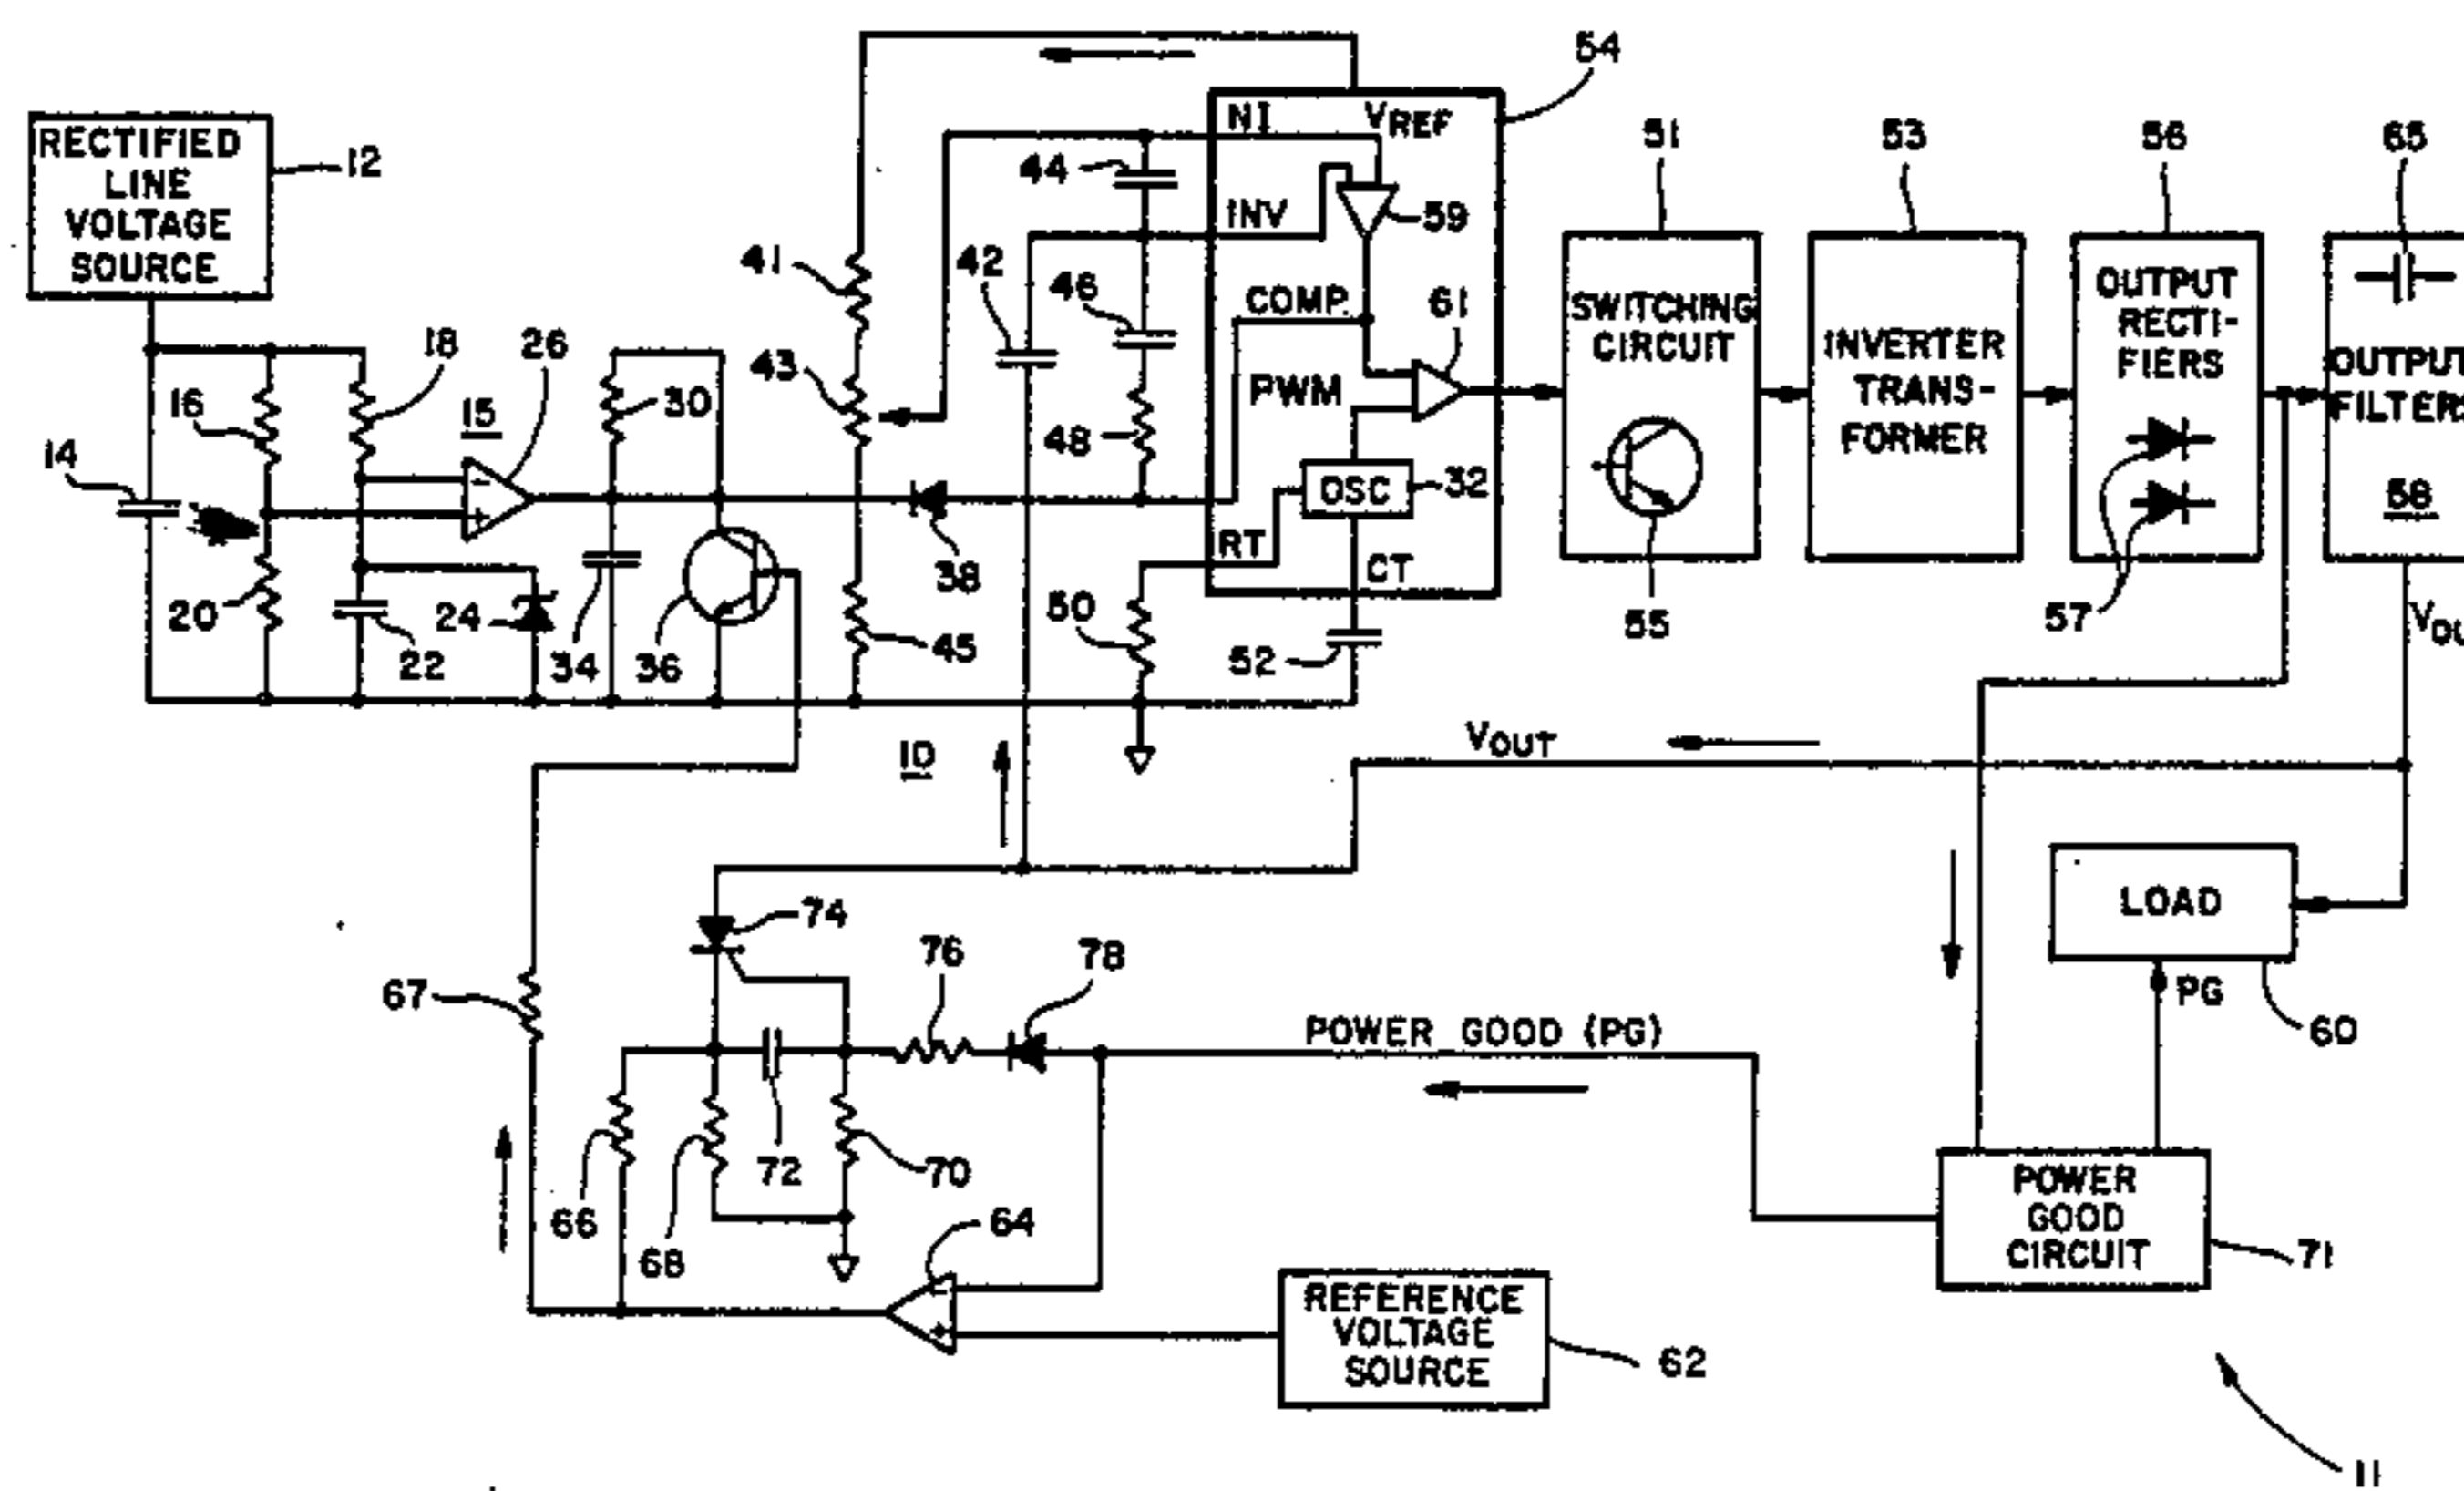 54
RECTIFIED
LINE
VOLTAGE
SOURCE
12
NI
VREF
44
INV
59
51
53
56
65
41
42
46
COMP.
61
SWITCHING
CIRCUIT
INVERTER
TRANS-
FORMER
OUTPUT
RECTI-
FIERS
OUTPUT
FILTERS
58
18
26
16
15
30
43
PWM
48
14
OSC
32
RT
CT
38
20
24
22
34
36
45
50
52
55
57
VOU
10
VOUT
74
LOAD
PG
60
67
76
78
POWER GOOD (PG)
66
68
72
70
64
POWER
GOOD
CIRCUIT
71
REFERENCE
VOLTAGE
SOURCE
62
11